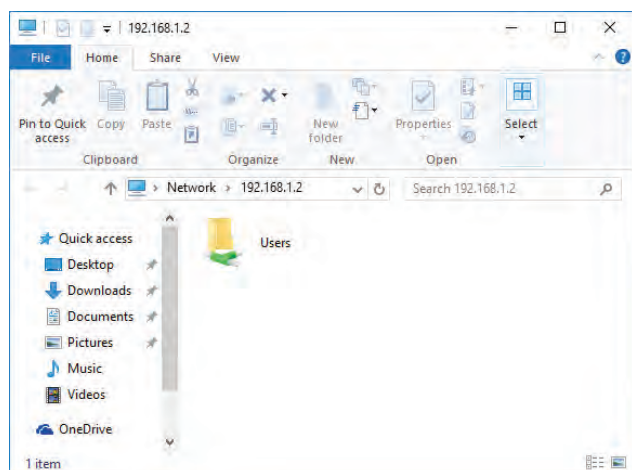 192.168.1.2
File Home Share View
Pin to Quick access Copy Paste New folder Properties Select
Clipboard Organize New Open
Network > 192.168.1.2 Search 192.168.1.2
Quick access
Users
Desktop
Downloads
Documents
Pictures
Music
Videos
OneDrive
1 item